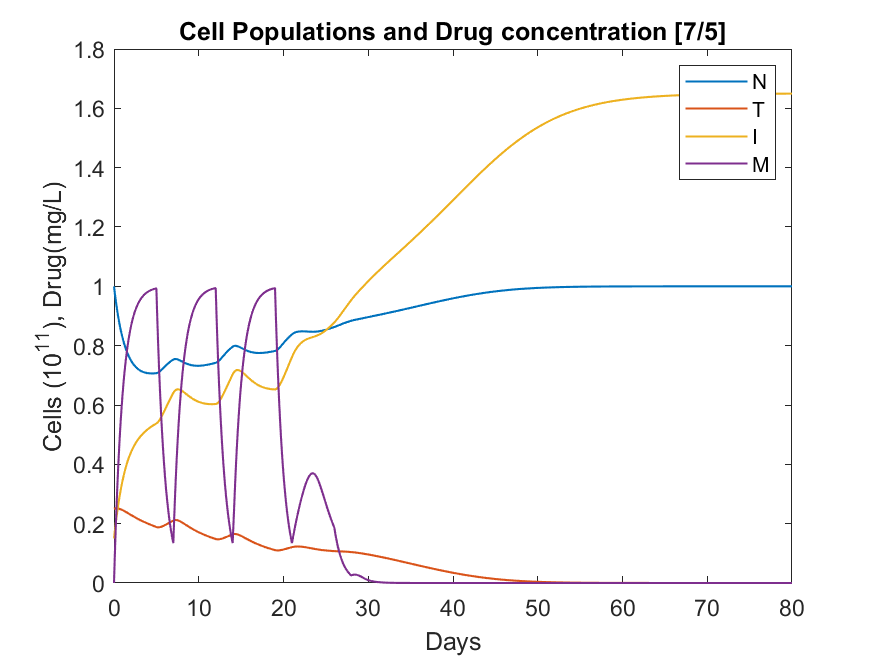 Cell Populations and Drug concentration [7/5]
Cells (10^11), Drug(mg/L)
1.8
1.6
1.4
1.2
1
0.8
0.6
0.4
0.2
0
N
T
I
M
0 10 20 30 40 50 60 70 80
Days